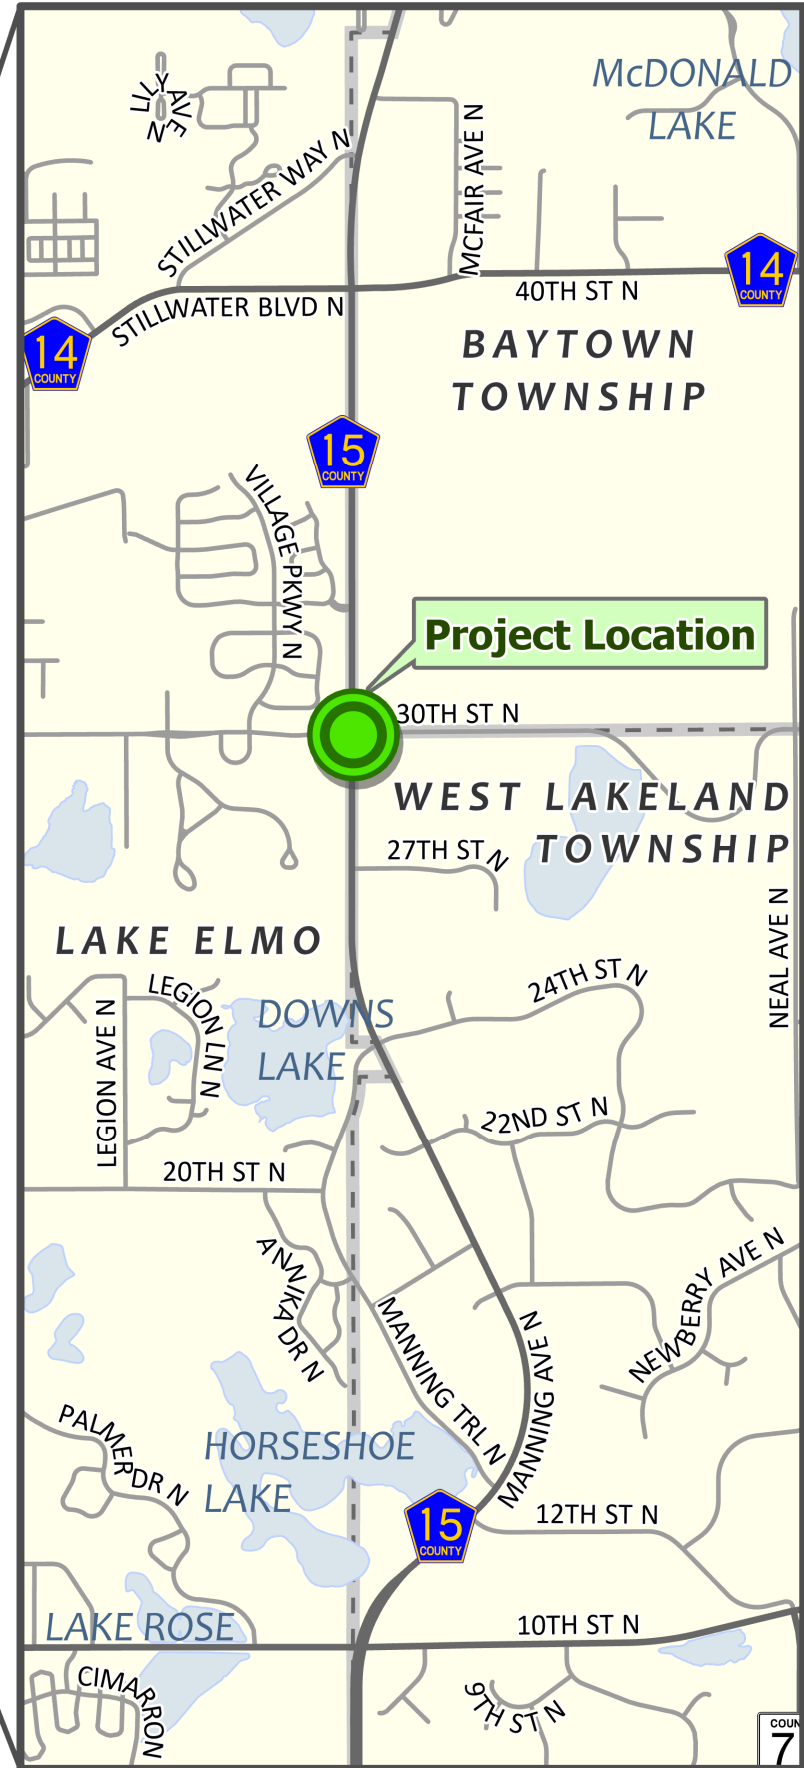 McDONALD
LAKE
LILY
AVE
N
STILLWATER WAY N
MCFAIR AVE N
14
COUNTY
40TH ST N
STILLWATER BLVD N
14
COUNTY
BAYTOWN
TOWNSHIP
15
COUNTY
VILLAGE PKWY N
Project Location
30TH ST N
WEST LAKELAND
TOWNSHIP
27TH ST N
NEAL AVE N
LAKE ELMO
24TH ST N
LEGION LN N
LEGION AVE N
DOWNS
LAKE
22ND ST N
20TH ST N
ANNIKA DR N
NEWBERRY AVE N
MANNING TRL N
MANNING AVE N
PALMER DR N
HORSESHOE
LAKE
15
COUNTY
12TH ST N
LAKE ROSE
10TH ST N
CIMARRON
9TH ST N
COUN
7